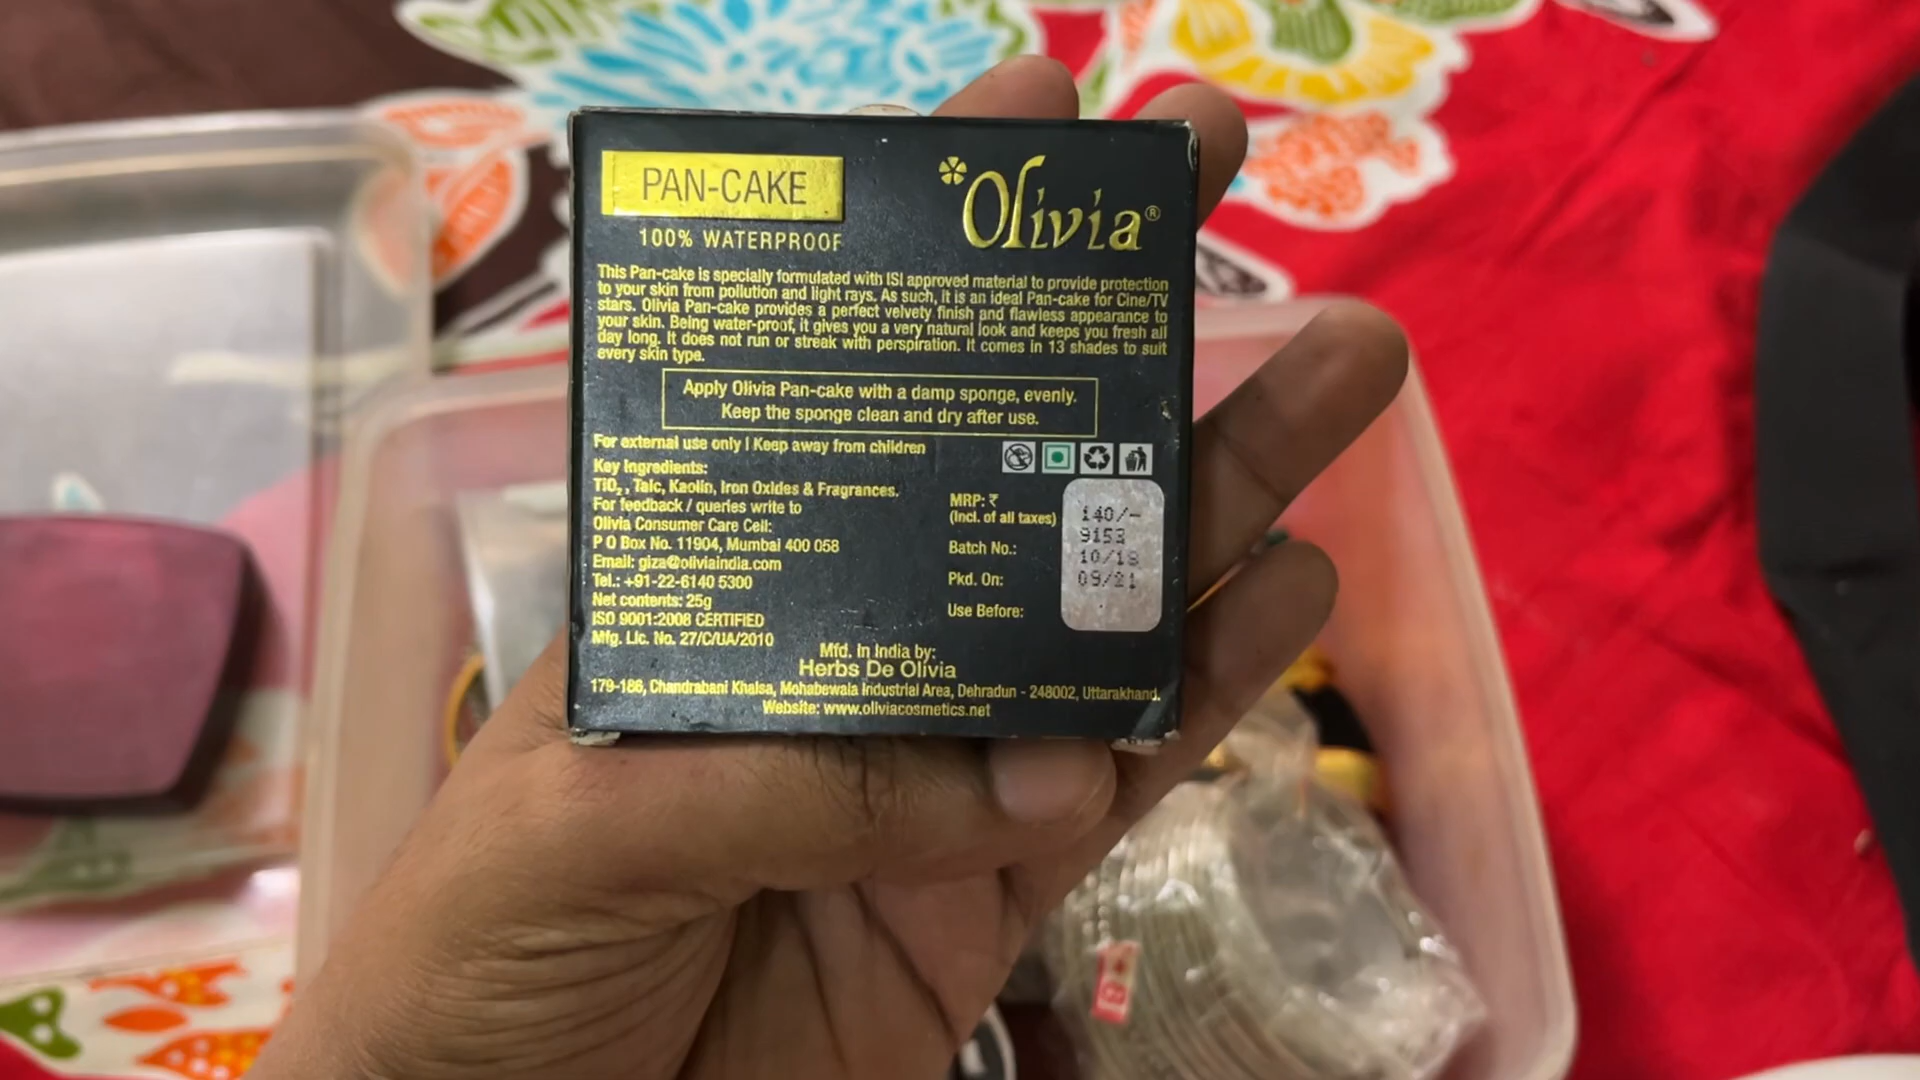 PAN-CAKE
100% WATERPROOF
Olivia®
This Pan-cake is specially formulated with ISI approved material to provide protection
to your skin from pollution and light rays. As such, it is an ideal Pan-cake for Cine/TV
stars. Olivia Pan-cake provides a perfect velvety finish and flawless appearance to
your skin. Being water-proof, it gives you a very natural look and keeps you fresh all
day long. It does not run or streak with perspiration. It comes in 13 shades to suit
every skin type.
Apply Olivia Pan-cake with a damp sponge, evenly.
Keep the sponge clean and dry after use.
For external use only | Keep away from children
Key Ingredients:
TiO₂, Talc, Kaolin, Iron Oxides & Fragrances.
For feedback / queries write to
Olivia Consumer Care Cell:
P O Box No. 11904, Mumbai 400 058
Email: giza@oliviaindia.com
Tel.: +91-22-6140 5300
Net contents: 25g
ISO 9001:2008 CERTIFIED
Mfg. Lic. No. 27/C/UA/2010
MRP: ₹
(Incl. of all taxes)
Batch No.:
Pkd. On:
Use Before:
140/-
9153
10/18
09/21
Mfd. In India by:
Herbs De Olivia
179-186, Chandrabani Khalsa, Mohabewala Industrial Area, Dehradun - 248002, Uttarakhand.
Website: www.oliviacosmetics.net